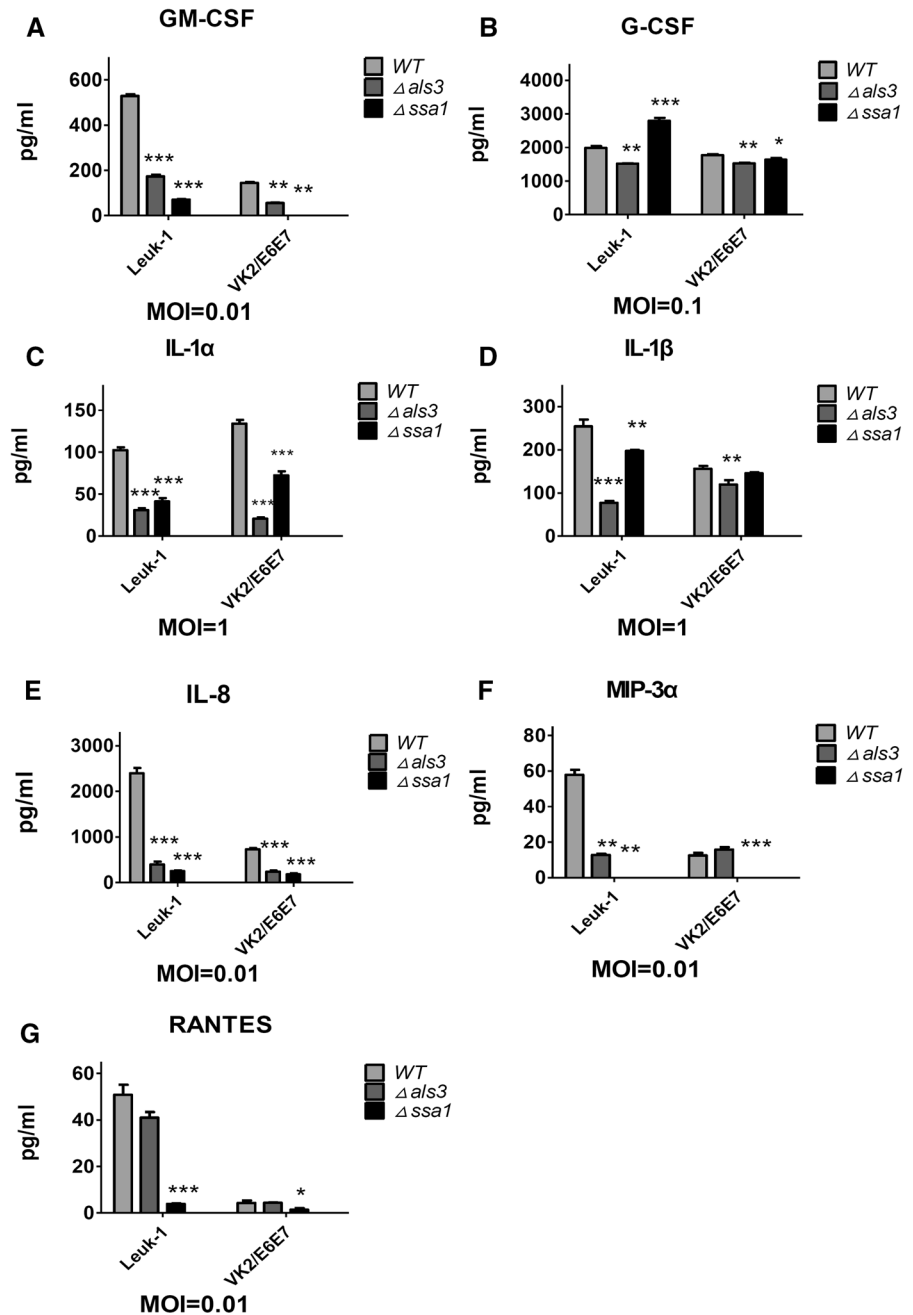 A
GM-CSF
pg/ml
600
400
200
0
***
***
**
**
WT
Δ als3
Δ ssa1
Leuk-1
VK2/E6E7
MOI=0.01
B
G-CSF
pg/ml
4000
3000
2000
1000
0
**
***
**
*
WT
Δ als3
Δ ssa1
Leuk-1
VK2/E6E7
MOI=0.1
C
IL-1α
pg/ml
150
100
50
0
***
***
***
***
WT
Δ als3
Δ ssa1
Leuk-1
VK2/E6E7
MOI=1
D
IL-1β
pg/ml
300
200
100
0
***
**
**
WT
Δ als3
Δ ssa1
Leuk-1
VK2/E6E7
MOI=1
E
IL-8
pg/ml
3000
2000
1000
0
***
***
***
***
WT
Δ als3
Δ ssa1
Leuk-1
VK2/E6E7
MOI=0.01
F
MIP-3α
pg/ml
80
60
40
20
0
**
**
***
WT
Δ als3
Δ ssa1
Leuk-1
VK2/E6E7
MOI=0.01
G
RANTES
pg/ml
60
40
20
0
***
*
WT
Δ als3
Δ ssa1
Leuk-1
VK2/E6E7
MOI=0.01